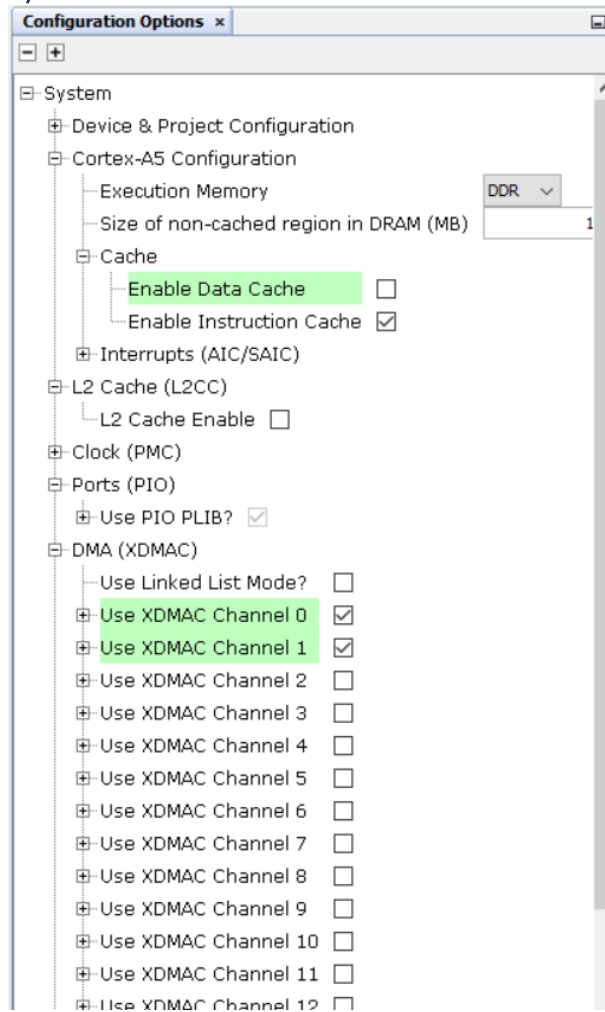 Configuration Options ×
System
Device & Project Configuration
Cortex-A5 Configuration
Execution Memory DDR
Size of non-cached region in DRAM (MB) 1
Cache
Enable Data Cache
Enable Instruction Cache
Interrupts (AIC/SAIC)
L2 Cache (L2CC)
L2 Cache Enable
Clock (PMC)
Ports (PIO)
Use PIO PLIB?
DMA (XDMAC)
Use Linked List Mode?
Use XDMAC Channel 0
Use XDMAC Channel 1
Use XDMAC Channel 2
Use XDMAC Channel 3
Use XDMAC Channel 4
Use XDMAC Channel 5
Use XDMAC Channel 6
Use XDMAC Channel 7
Use XDMAC Channel 8
Use XDMAC Channel 9
Use XDMAC Channel 10
Use XDMAC Channel 11
Use XDMAC Channel 12